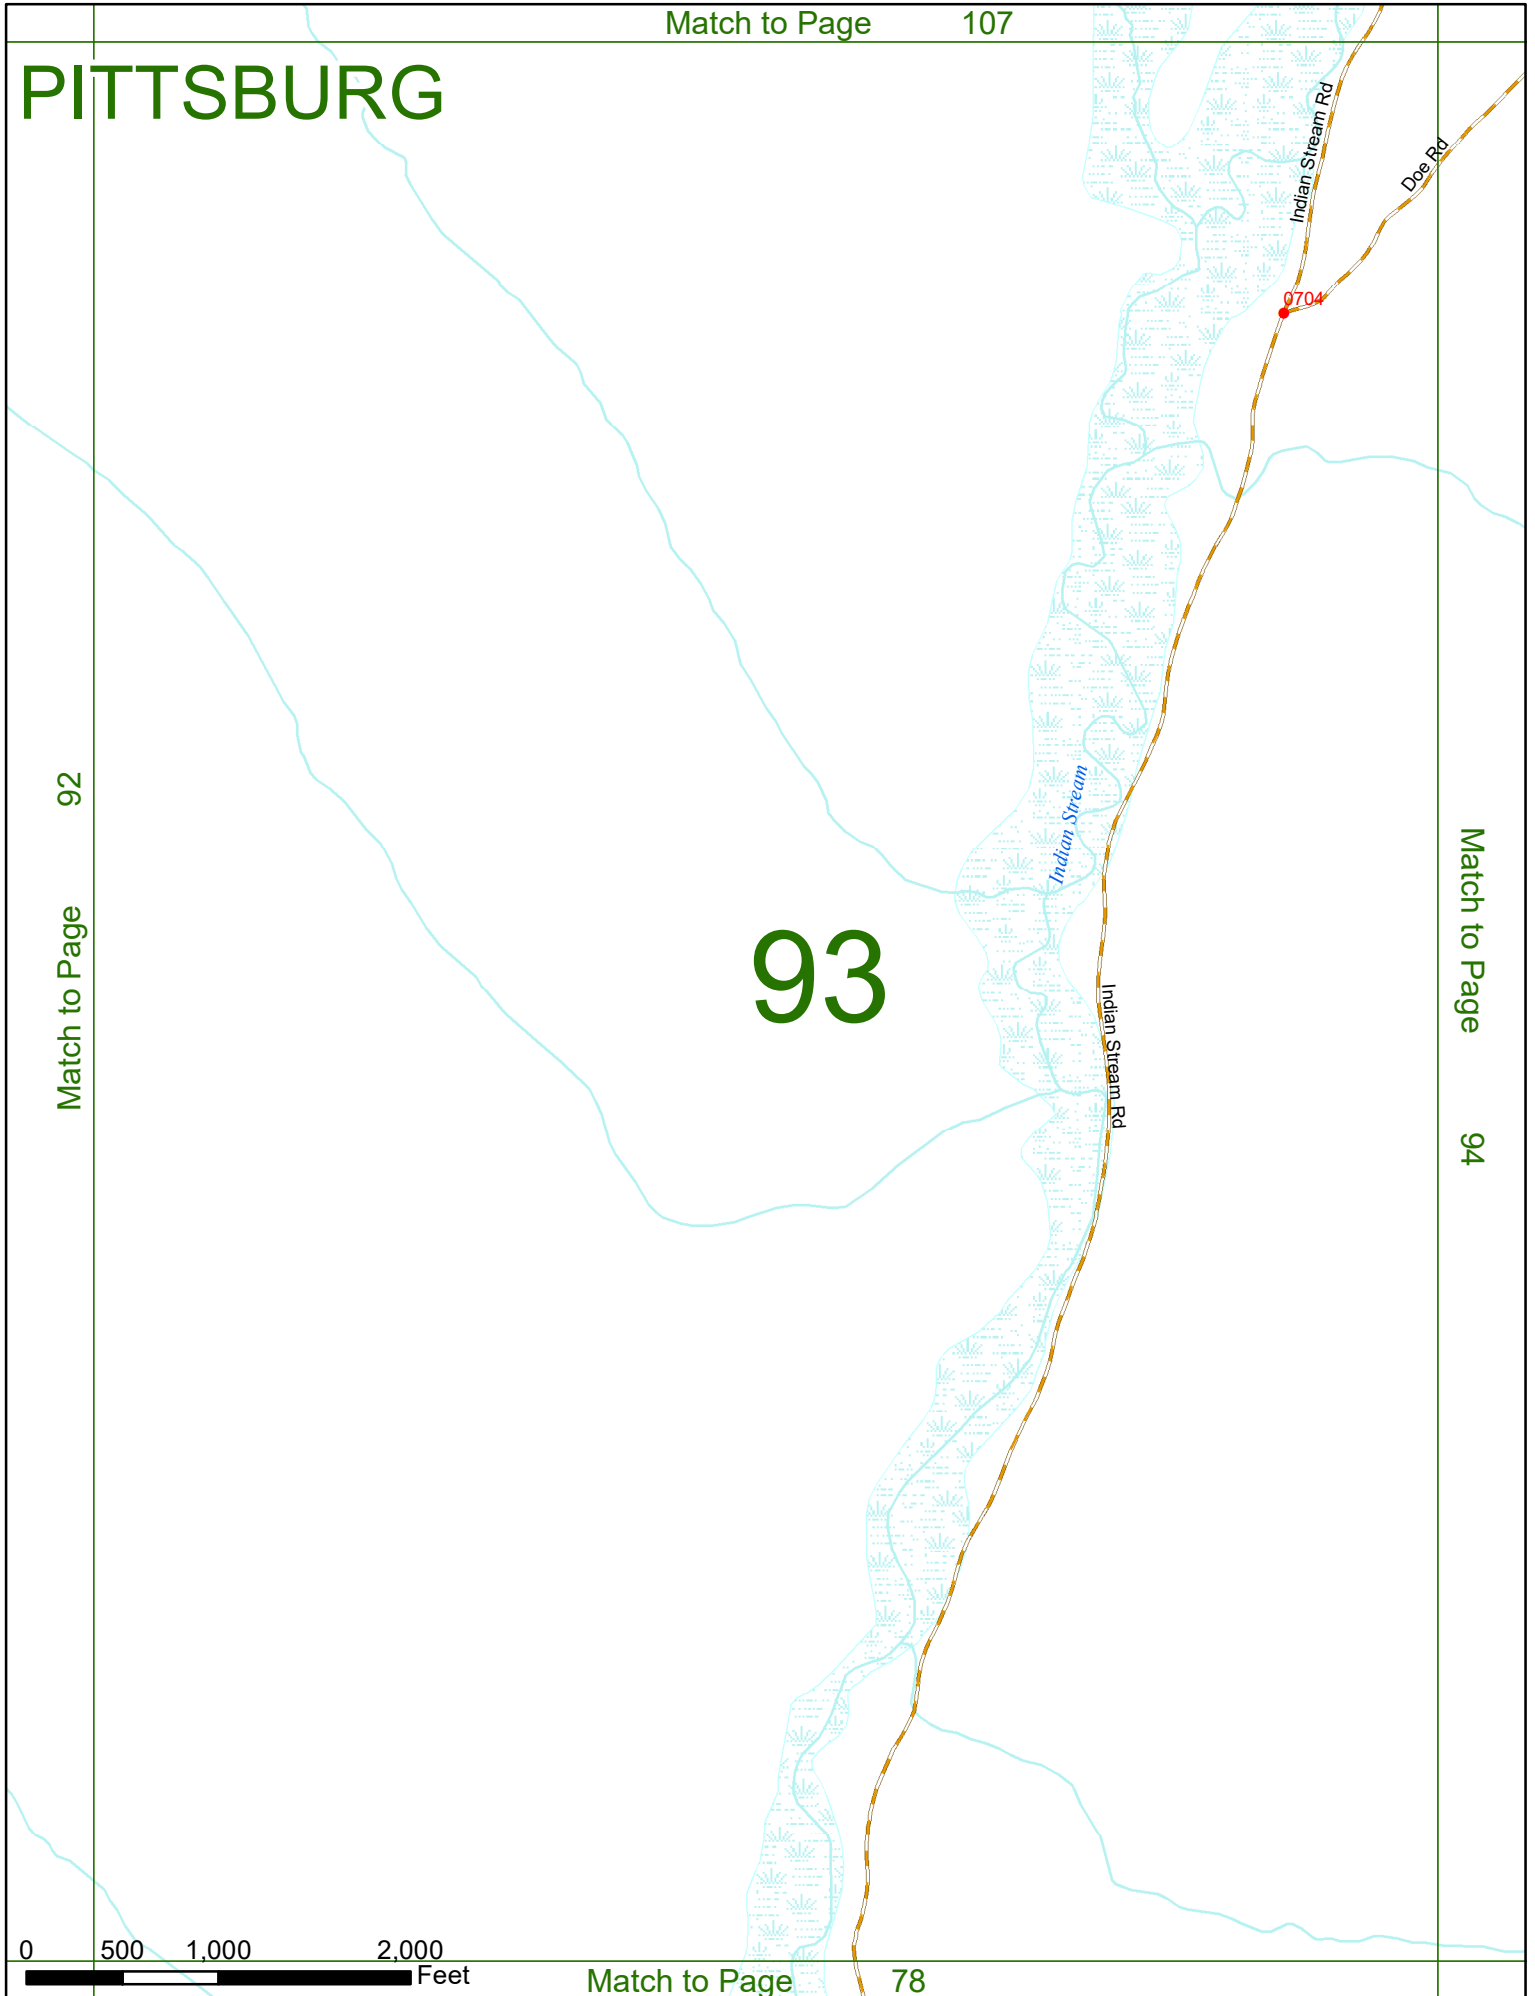 Match to Page 107
PITTSBURG
Indian Stream Rd
Doe Rd
0704
Match to Page 92
Indian Stream
93
Match to Page 94
Indian Stream Rd
0 500 1,000 2,000
Feet
Match to Page 78